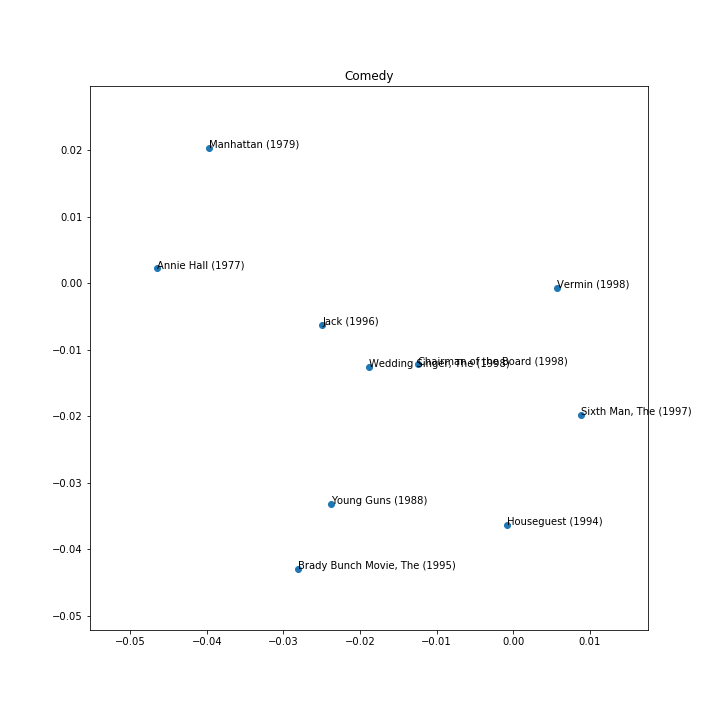 Comedy
0.02
Manhattan (1979)
0.01
Annie Hall (1977)
0.00
Vermin (1998)
Jack (1996)
−0.01
Wedding Singer, The (1998)
Chairman of the Board (1998)
−0.02
Sixth Man, The (1997)
−0.03
Young Guns (1988)
Houseguest (1994)
−0.04
Brady Bunch Movie, The (1995)
−0.05
−0.05 −0.04 −0.03 −0.02 −0.01 0.00 0.01